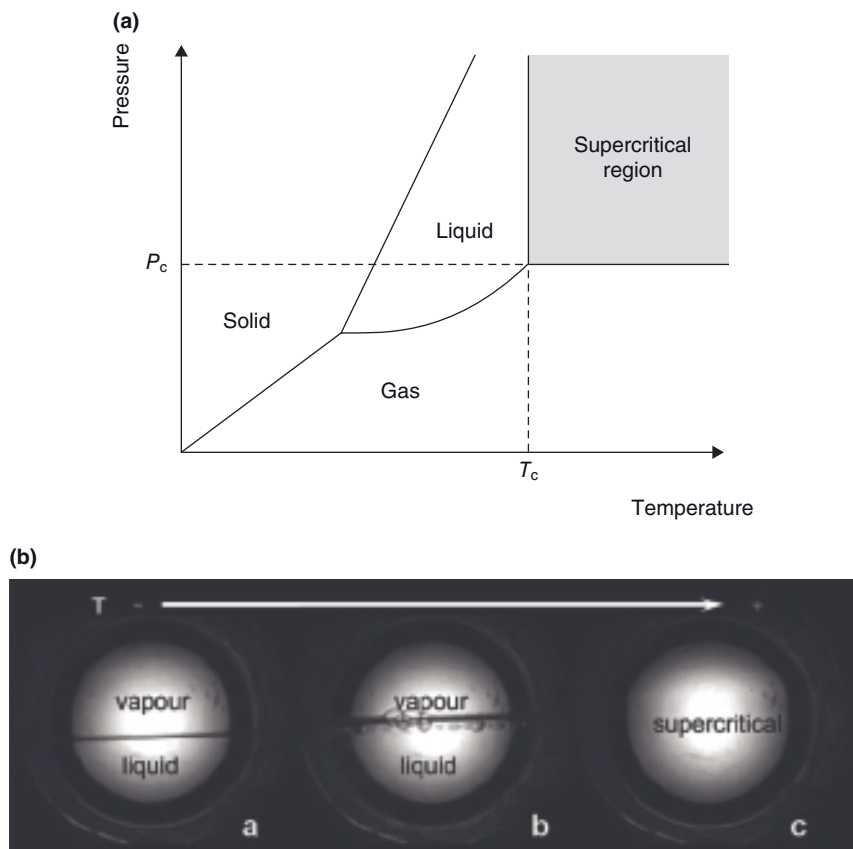 (a)
Pressure
Supercritical
region
Liquid
Pc
Solid
Gas
Tc
Temperature
(b)
T - +
vapour
liquid
a
vapour
liquid
b
supercritical
c